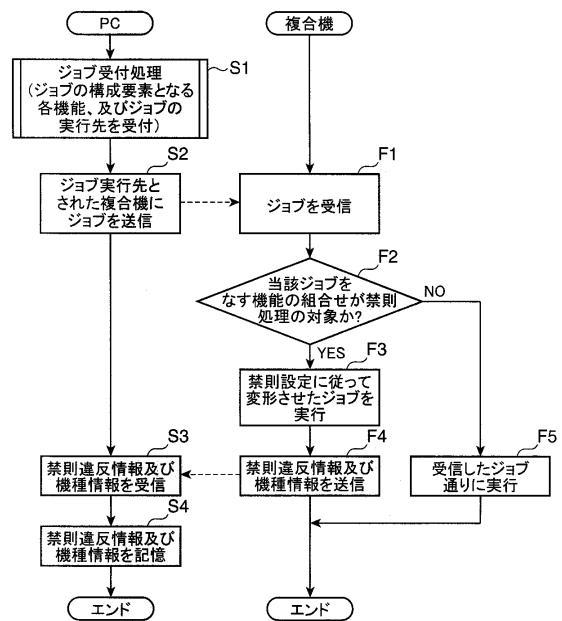 PC
複合機
S1
ジョブ受付処理
(ジョブの構成要素となる
各機能、及びジョブの
実行先を受付)
S2
ジョブ実行先と
された複合機に
ジョブを送信
F1
ジョブを受信
F2
当該ジョブを
なす機能の組合せが禁則
処理の対象か?
NO
YES
F3
禁則設定に従って
変形させたジョブを
実行
S3
禁則違反情報及び
機種情報を受信
F4
禁則違反情報及び
機種情報を送信
F5
受信したジョブ
通りに実行
S4
禁則違反情報及び
機種情報を記憶
エンド
エンド